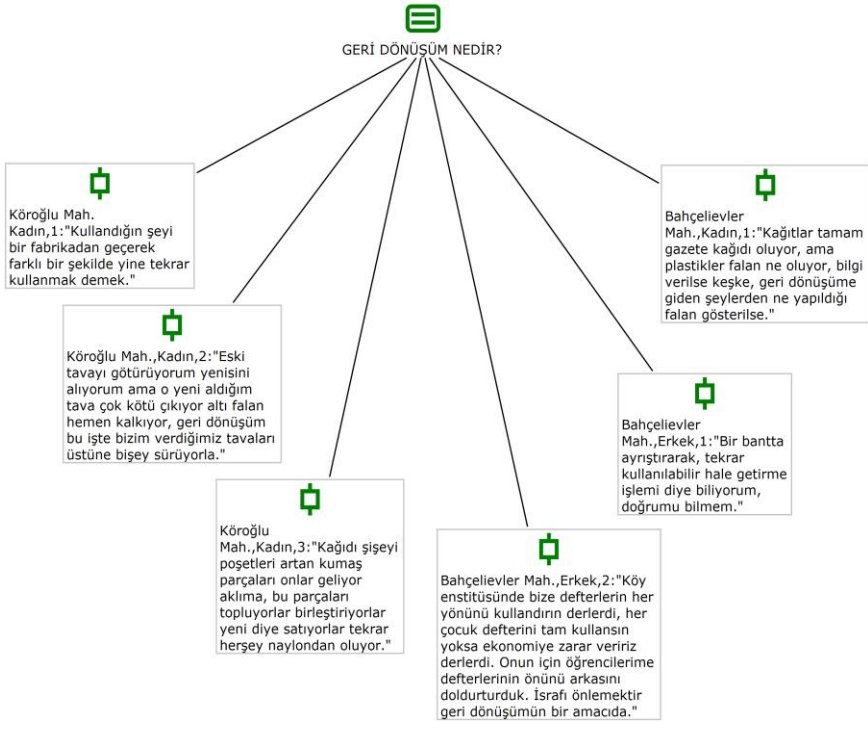 GERİ DÖNÜŞÜM NEDİR?
Köroğlu Mah.
Kadın,1:"Kullandığın şeyi
bir fabrikadan geçerek
farklı bir şekilde yine tekrar
kullanmak demek."
Köroğlu Mah.,Kadın,2:"Eski
tavayı götürüyorum yenisini
alıyorum ama o yeni aldığım
tava çok kötü çıkıyor altı falan
hemen kalkıyor, geri dönüşüm
bu işte bizim verdiğimiz tavaları
üstüne bişey sürüyorla."
Köroğlu
Mah.,Kadın,3:"Kağıdı şişeyi
poşetleri artan kumaş
parçaları onlar geliyor
aklıma, bu parçaları
topluyorlar birleştiriyorlar
yeni diye satıyorlar tekrar
herşey naylondan oluyor."
Bahçelievler Mah.,Erkek,2:"Köy
enstitüsünde bize defterlerin her
yönünü kullandırın derlerdi, her
çocuk defterini tam kullansın
yoksa ekonomiye zarar veririz
derlerdi. Onun için öğrencilerime
defterlerinin önünü arkasını
doldurturduk. İsrafı önlemektir
geri dönüşümün bir amacıda."
Bahçelievler
Mah.,Erkek,1:"Bir bantta
ayrıştırarak, tekrar
kullanılabilir hale getirme
işlemi diye biliyorum,
doğrumu bilmem."
Bahçelievler
Mah.,Kadın,1:"Kağıtlar tamam
gazete kağıdı oluyor, ama
plastikler falan ne oluyor, bilgi
verilse keşke, geri dönüşüme
giden şeylerden ne yapıldığı
falan gösterilse."